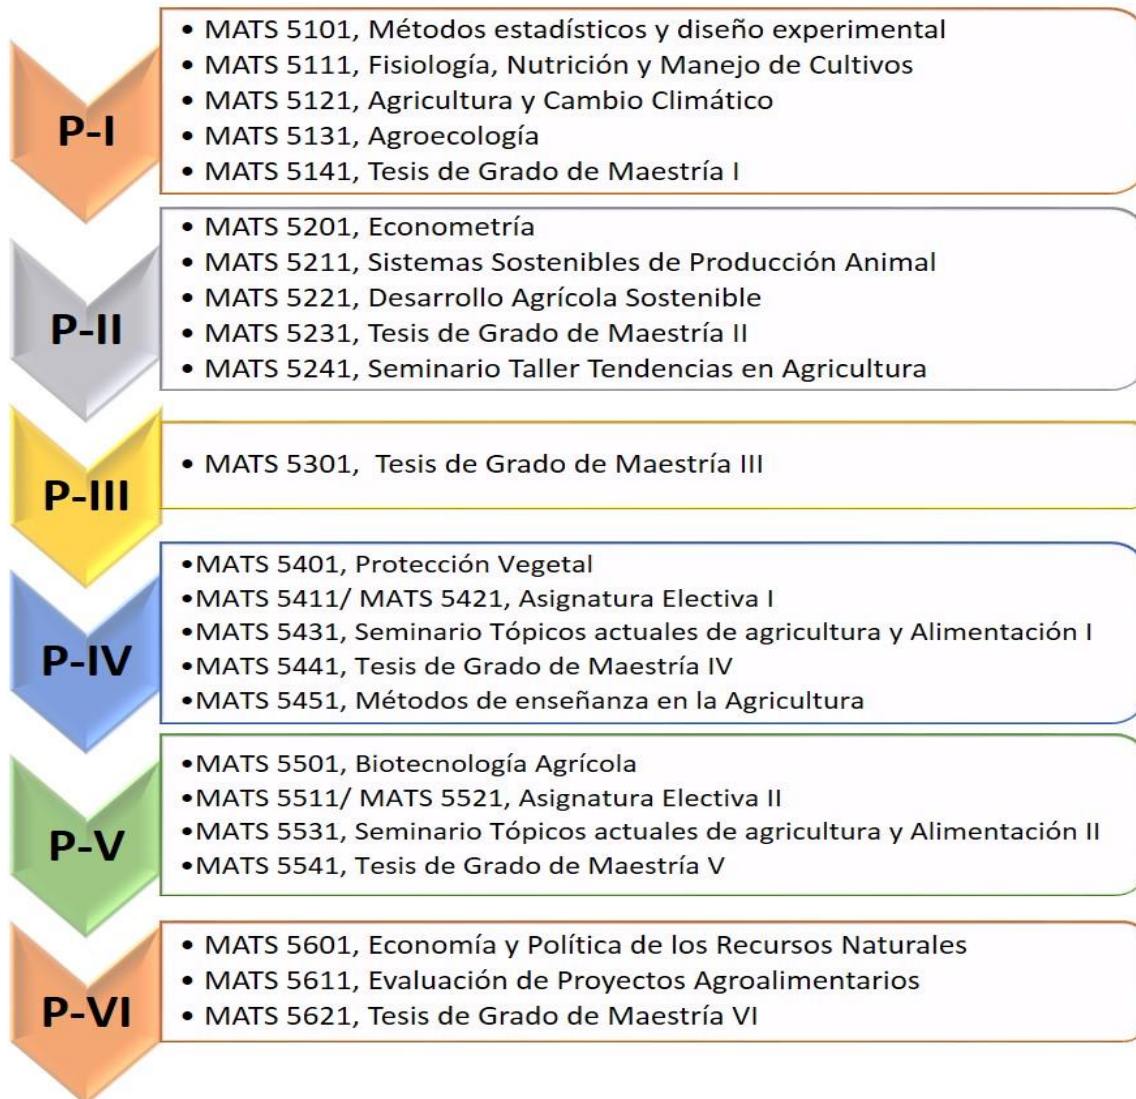 P-I
• MATS 5101, Métodos estadísticos y diseño experimental
• MATS 5111, Fisiología, Nutrición y Manejo de Cultivos
• MATS 5121, Agricultura y Cambio Climático
• MATS 5131, Agroecología
• MATS 5141, Tesis de Grado de Maestría I
P-II
• MATS 5201, Econometría
• MATS 5211, Sistemas Sostenibles de Producción Animal
• MATS 5221, Desarrollo Agrícola Sostenible
• MATS 5231, Tesis de Grado de Maestría II
• MATS 5241, Seminario Taller Tendencias en Agricultura
P-III
• MATS 5301, Tesis de Grado de Maestría III
P-IV
•MATS 5401, Protección Vegetal
•MATS 5411/ MATS 5421, Asignatura Electiva I
•MATS 5431, Seminario Tópicos actuales de agricultura y Alimentación I
•MATS 5441, Tesis de Grado de Maestría IV
•MATS 5451, Métodos de enseñanza en la Agricultura
P-V
•MATS 5501, Biotecnología Agrícola
•MATS 5511/ MATS 5521, Asignatura Electiva II
•MATS 5531, Seminario Tópicos actuales de agricultura y Alimentación II
•MATS 5541, Tesis de Grado de Maestría V
P-VI
• MATS 5601, Economía y Política de los Recursos Naturales
• MATS 5611, Evaluación de Proyectos Agroalimentarios
• MATS 5621, Tesis de Grado de Maestría VI